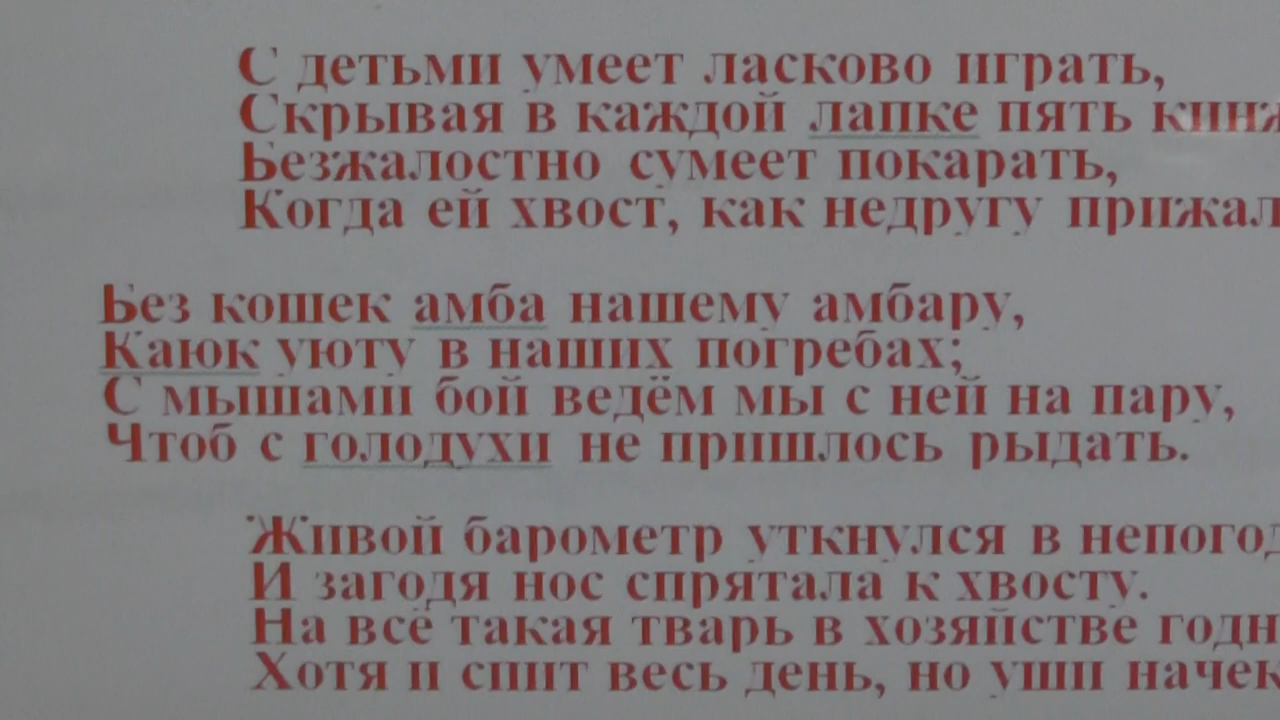 С детьми умеет ласково играть,
Скрывая в каждой лапке пять
Безжалостно сумеет покарать,
Когда ей хвост, как недругу прижал
Без кошек амба нашему амбару,
Каюк уюту в наших погребах;
С мышами бой ведём мы с ней на пару,
Чтоб с голодухи не пришлось рыдать.
Живой барометр уткнулся в
И загодя нос спрятала к хвосту.
На всё такая тварь в хозяйстве
Хотя и спит весь день, но уши